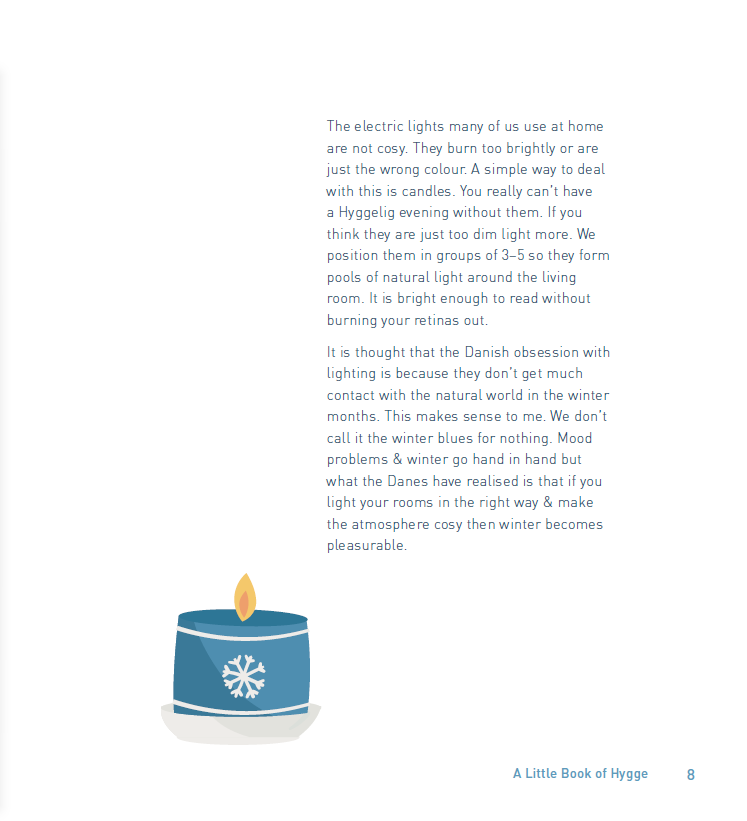 The electric lights many of us use at home
are not cosy. They burn too brightly or are
just the wrong colour. A simple way to deal
with this is candles. You really can't have
a Hyggelig evening without them. If you
think they are just too dim light more. We
position them in groups of 3–5 so they form
pools of natural light around the living
room. It is bright enough to read without
burning your retinas out.
It is thought that the Danish obsession with
lighting is because they don't get much
contact with the natural world in the winter
months. This makes sense to me. We don't
call it the winter blues for nothing. Mood
problems & winter go hand in hand but
what the Danes have realised is that if you
light your rooms in the right way & make
the atmosphere cosy then winter becomes
pleasurable.
A Little Book of Hygge 8